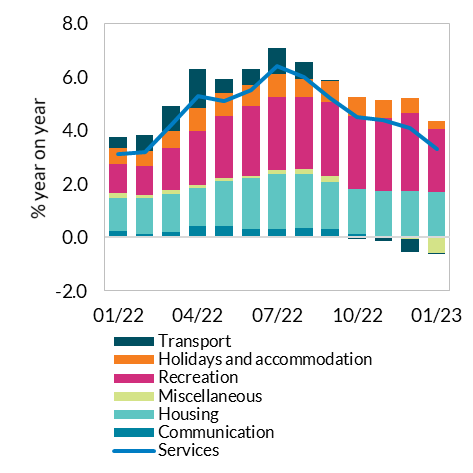 8.0
6.0
4.0
2.0
0.0
-2.0
% year on year
01/22 04/22 07/22 10/22 01/23
Transport
Holidays and accommodation
Recreation
Miscellaneous
Housing
Communication
Services